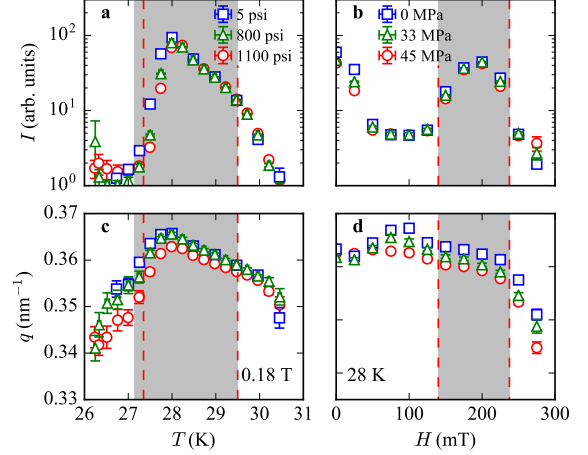 a
5 psi
800 psi
1100 psi
b
0 MPa
33 MPa
45 MPa
I (arb. units)
10²
10¹
10⁰
c
0.18 T
d
28 K
q (nm⁻¹)
0.37
0.36
0.35
0.34
0.33
26 27 28 29 30 31
0 100 200 300
T (K)
H (mT)